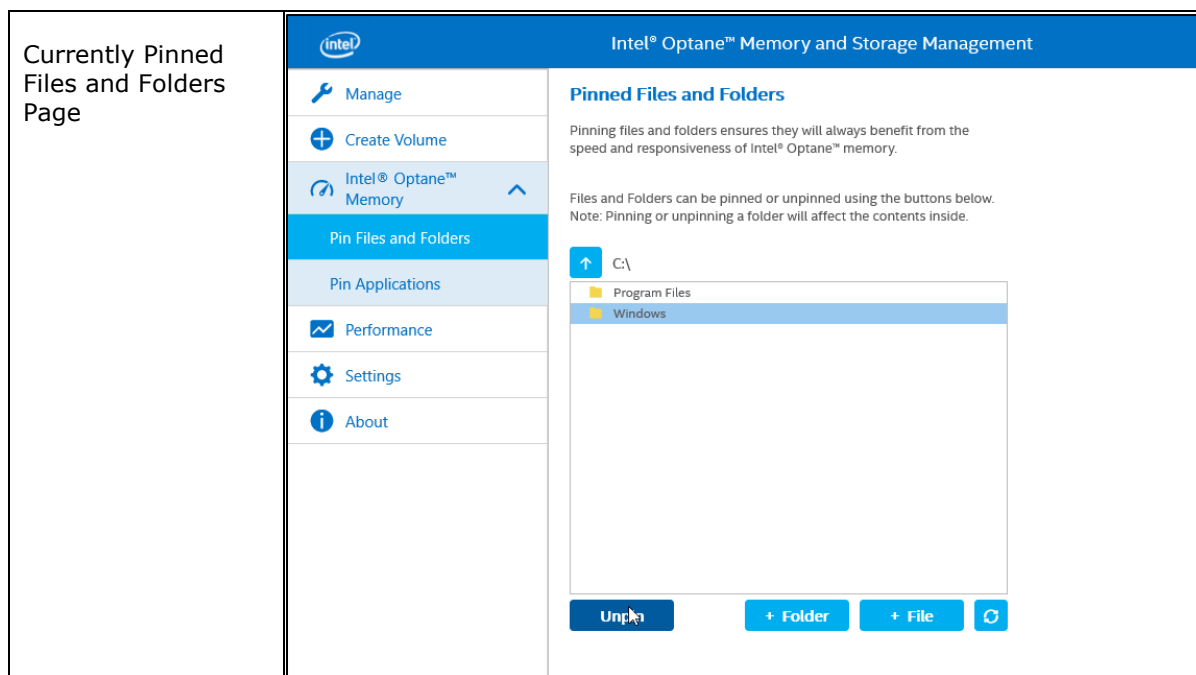 Currently Pinned
Files and Folders
Page
intel
Intel® Optane™ Memory and Storage Management
Manage
Create Volume
Intel® Optane™
Memory
Pin Files and Folders
Pin Applications
Performance
Settings
About
Pinned Files and Folders
Pinning files and folders ensures they will always benefit from the
speed and responsiveness of Intel® Optane™ memory.
Files and Folders can be pinned or unpinned using the buttons below.
Note: Pinning or unpinning a folder will affect the contents inside.
C:\
Program Files
Windows
Unpin
+ Folder
+ File